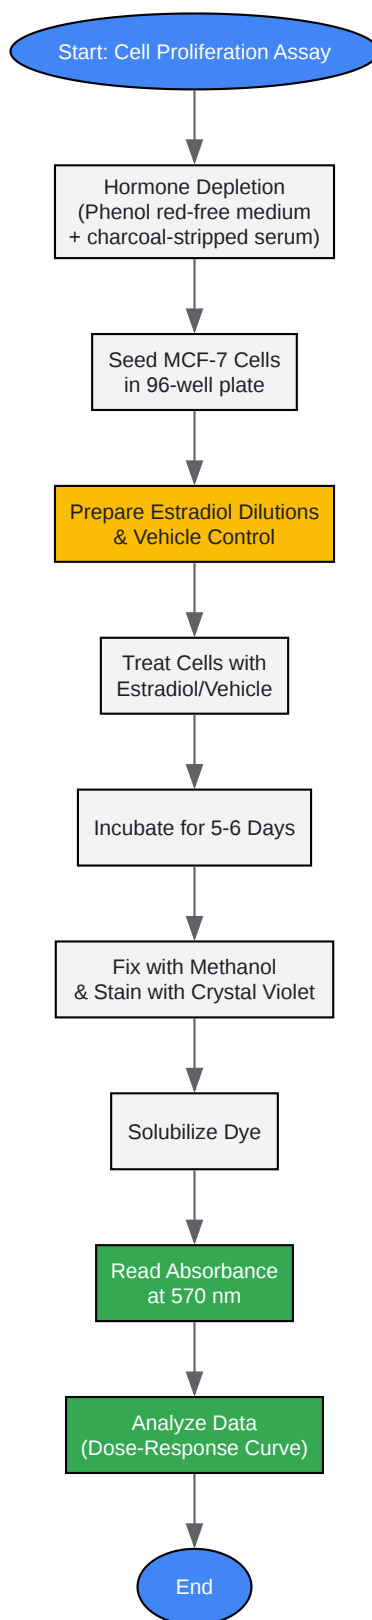 Start: Cell Proliferation Assay
Hormone Depletion
(Phenol red-free medium
+ charcoal-stripped serum)
Seed MCF-7 Cells
in 96-well plate
Prepare Estradiol Dilutions
& Vehicle Control
Treat Cells with
Estradiol/Vehicle
Incubate for 5-6 Days
Fix with Methanol
& Stain with Crystal Violet
Solubilize Dye
Read Absorbance
at 570 nm
Analyze Data
(Dose-Response Curve)
End